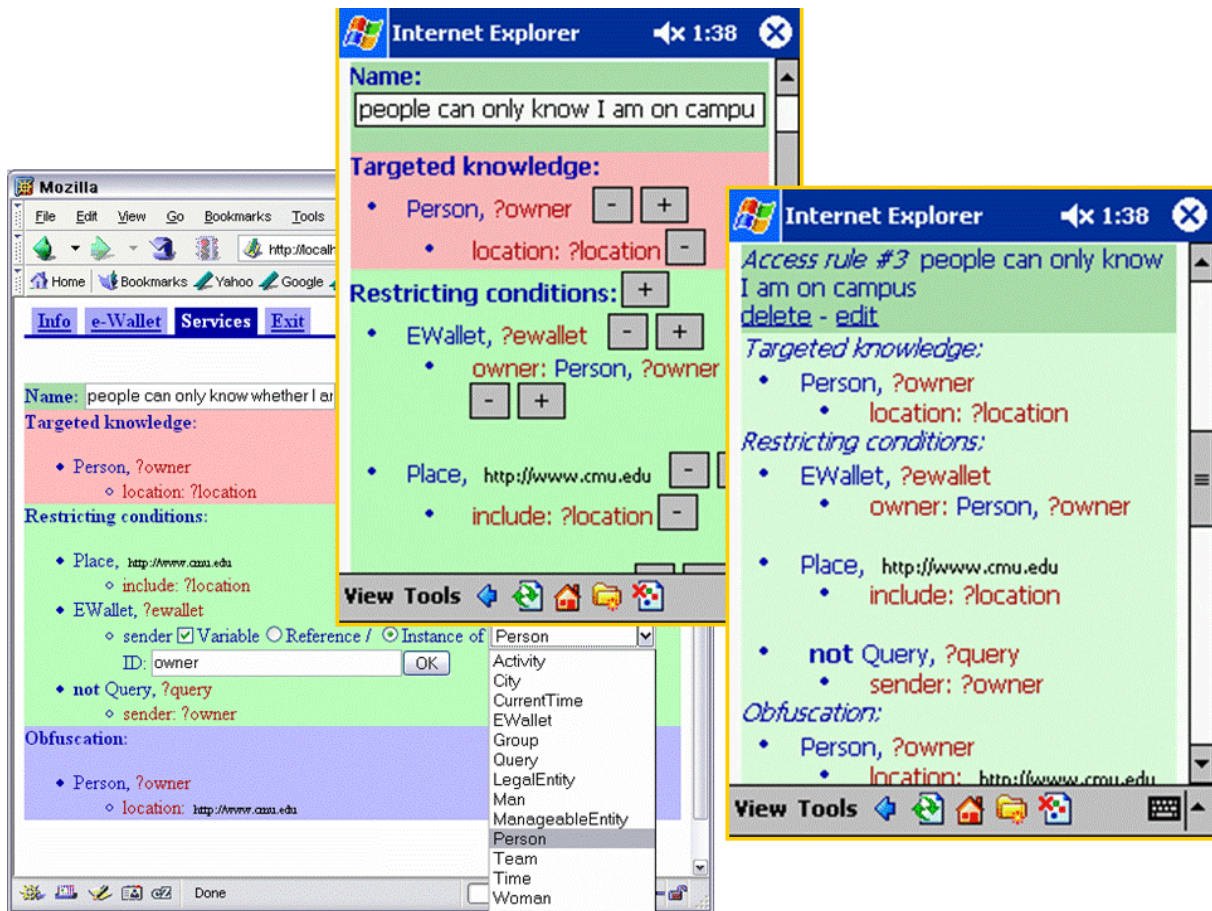 Mozilla
File Edit View Go Bookmarks Tools
http://localh
Home Bookmarks Yahoo Google
Info e-Wallet Services Exit
Name: people can only know whether I ar
Targeted knowledge:
Person, ?owner
location: ?location
Restricting conditions:
Place, http://www.cmu.edu
include: ?location
EWallet, ?ewallet
sender Variable Reference / Instance of Person
ID: owner OK
not Query, ?query
sender: ?owner
Obfuscation:
Person, ?owner
location: http://www.cmu.edu
Activity
City
CurrentTime
EWallet
Group
Query
LegalEntity
Man
ManageableEntity
Person
Team
Time
Woman
Done
Internet Explorer 1:38
Name:
people can only know I am on campu
Targeted knowledge:
Person, ?owner - +
location: ?location -
Restricting conditions: +
EWallet, ?ewallet - +
owner: Person, ?owner
- +
Place, http://www.cmu.edu -
include: ?location -
View Tools
Internet Explorer 1:38
Access rule #3 people can only know
I am on campus
delete - edit
Targeted knowledge:
Person, ?owner
location: ?location
Restricting conditions:
EWallet, ?ewallet
owner: Person, ?owner
Place, http://www.cmu.edu
include: ?location
not Query, ?query
sender: ?owner
Obfuscation:
Person, ?owner
location: http://www.cmu.edu
View Tools